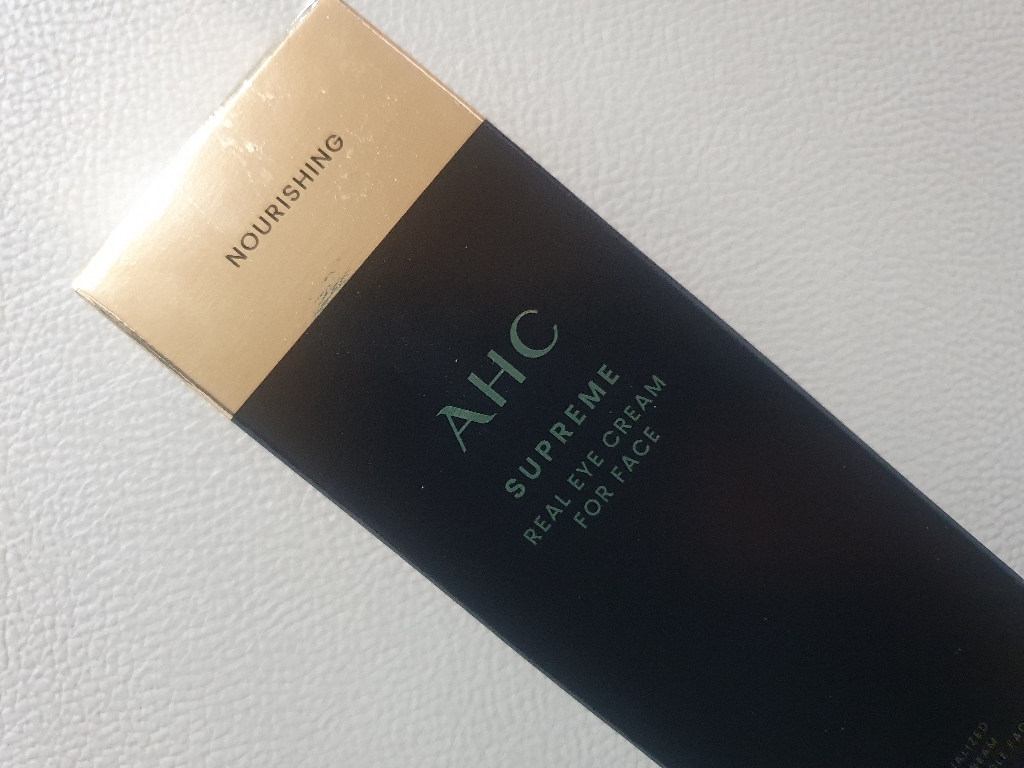 NOURISHING
AHC
SUPREME
REAL EYE CREAM
FOR FACE